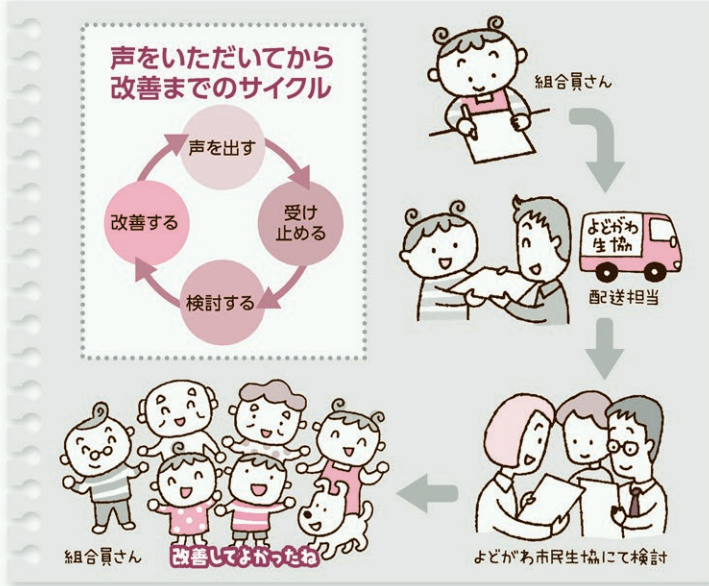 声をいただいてから
改善までのサイクル
声を出す
受け
止める
検討する
改善する
組合員さん
よどがわ
生協
配送担当
よどがわ市民生協にて検討
組合員さん
改善してよかったね